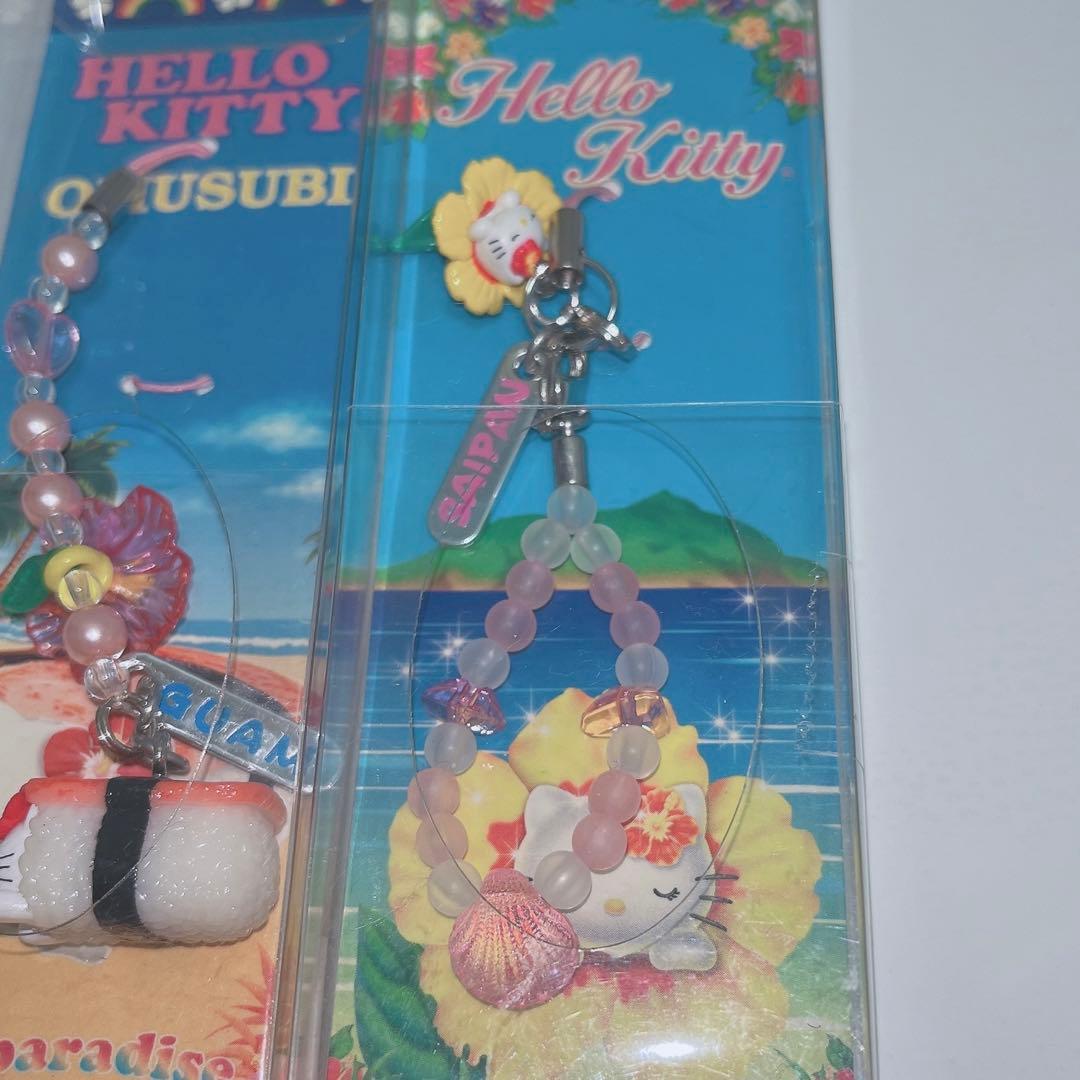 HELLO
KITTY
OMUSUBI
GUAM
paradise
Hello
Kitty
SAIPAN